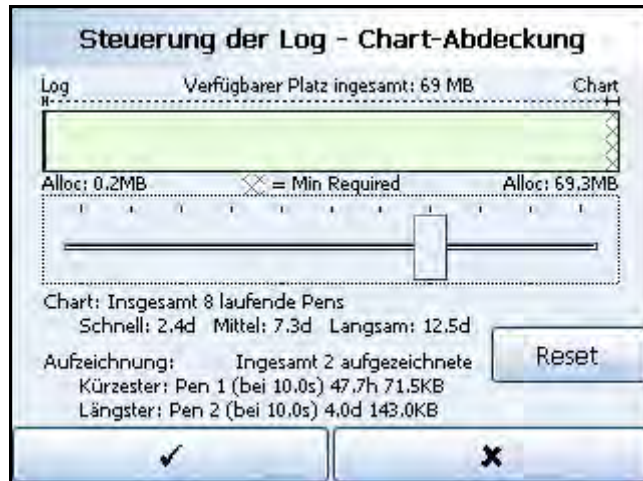 Steuerung der Log - Chart-Abdeckung
Log Verfügbarer Platz ingesamt: 69 MB Chart
Alloc: 0.2MB = Min Required Alloc: 69.3MB
Chart: Insgesamt 8 laufende Pens
Schnell: 2.4d Mittel: 7.3d Langsam: 12.5d
Reset
Aufzeichnung: Ingesamt 2 aufgezeichnete
Kürzester: Pen 1 (bei 10.0s) 47.7h 71.5KB
Längster: Pen 2 (bei 10.0s) 4.0d 143.0KB